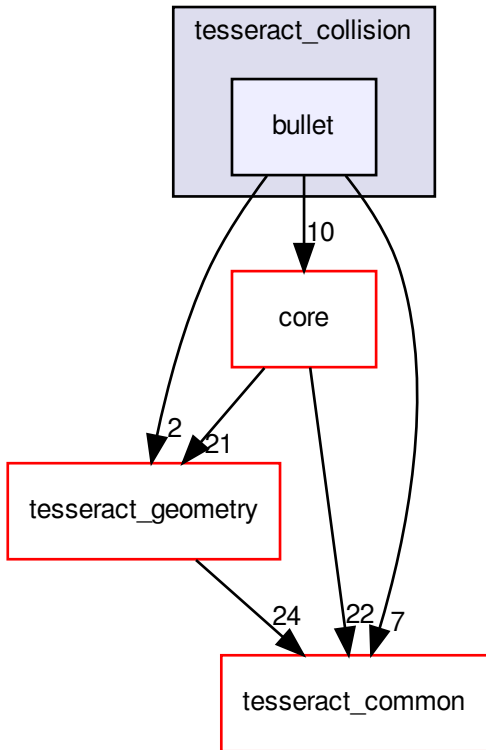 tesseract_collision
bullet
10
core
2
21
tesseract_geometry
24
22
7
tesseract_common